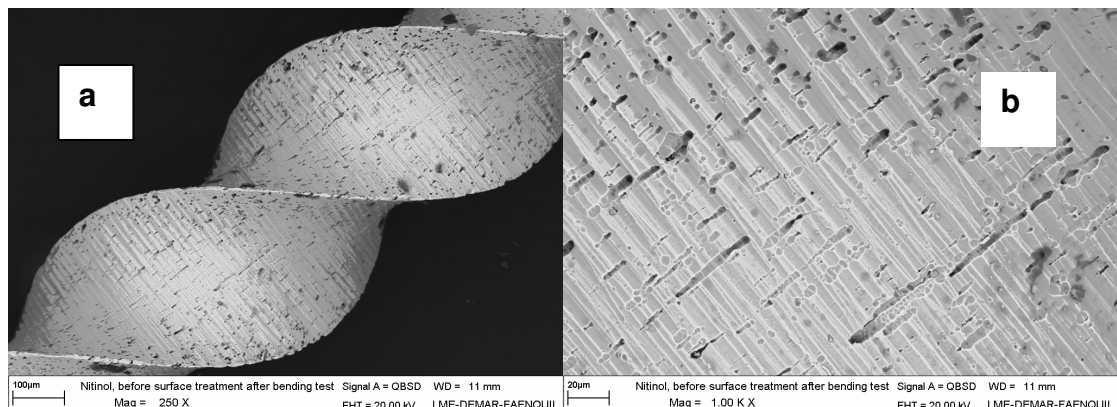 a
b
100µm
Nitinol, before surface treatment after bending test Signal A = QBSD WD = 11 mm
Mag = 250 X EHT = 20.00 kV LME-DEMAR-FAENQUIL
20µm
Nitinol, before surface treatment after bending test Signal A = QBSD WD = 11 mm
Mag = 1.00 K X EHT = 20.00 kV LME-DEMAR-FAENQUIL